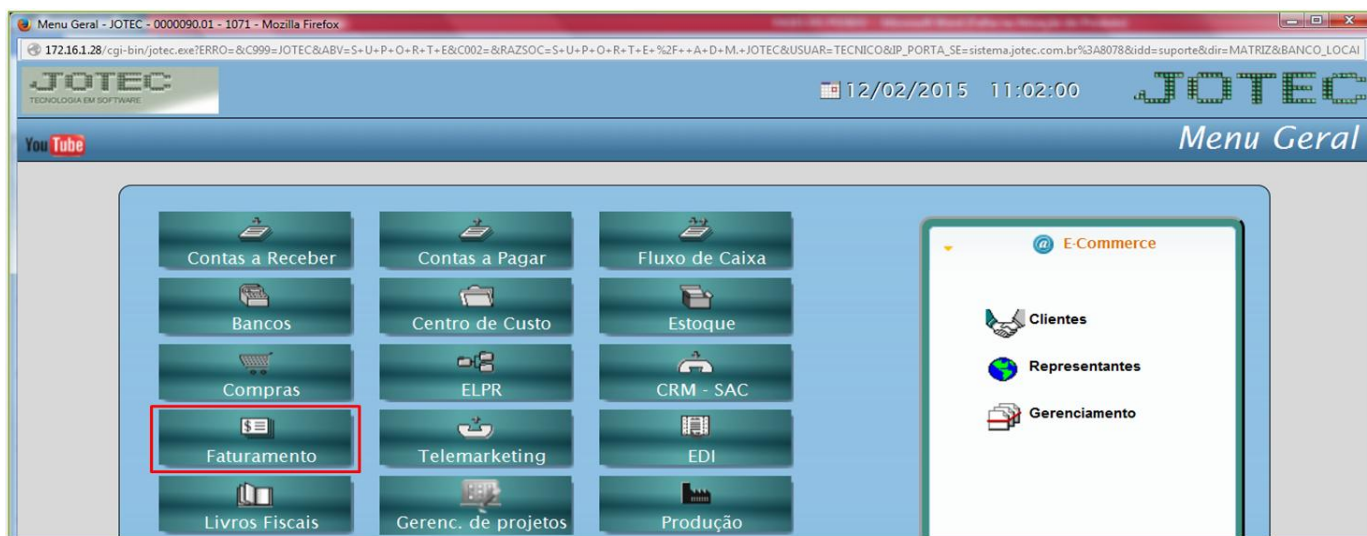 Menu Geral - JOTEC - 0000090.01 - 1071 - Mozilla Firefox
172.16.1.28/cgi-bin/jotec.exe?ERRO=&C999=JOTEC&ABV=S+U+P+O+R+T+E&C002=&RAZSOC=S+U+P+O+R+T+E+%2F++A+D+M.+JOTEC&USUAR=TECNICO&IP_PORTA_SE=sistema.jotec.com.br%3A8078&idd=suporte&dir=MATRIZ&BANCO_LOCAI
JOTEC
TECNOLOGIA EM SOFTWARE
12/02/2015 11:02:00
JOTEC
You Tube
Menu Geral
Contas a Receber
Contas a Pagar
Fluxo de Caixa
E-Commerce
Bancos
Centro de Custo
Estoque
Clientes
Compras
ELPR
CRM - SAC
Representantes
Faturamento
Telemarketing
EDI
Gerenciamento
Livros Fiscais
Gerenc. de projetos
Produção